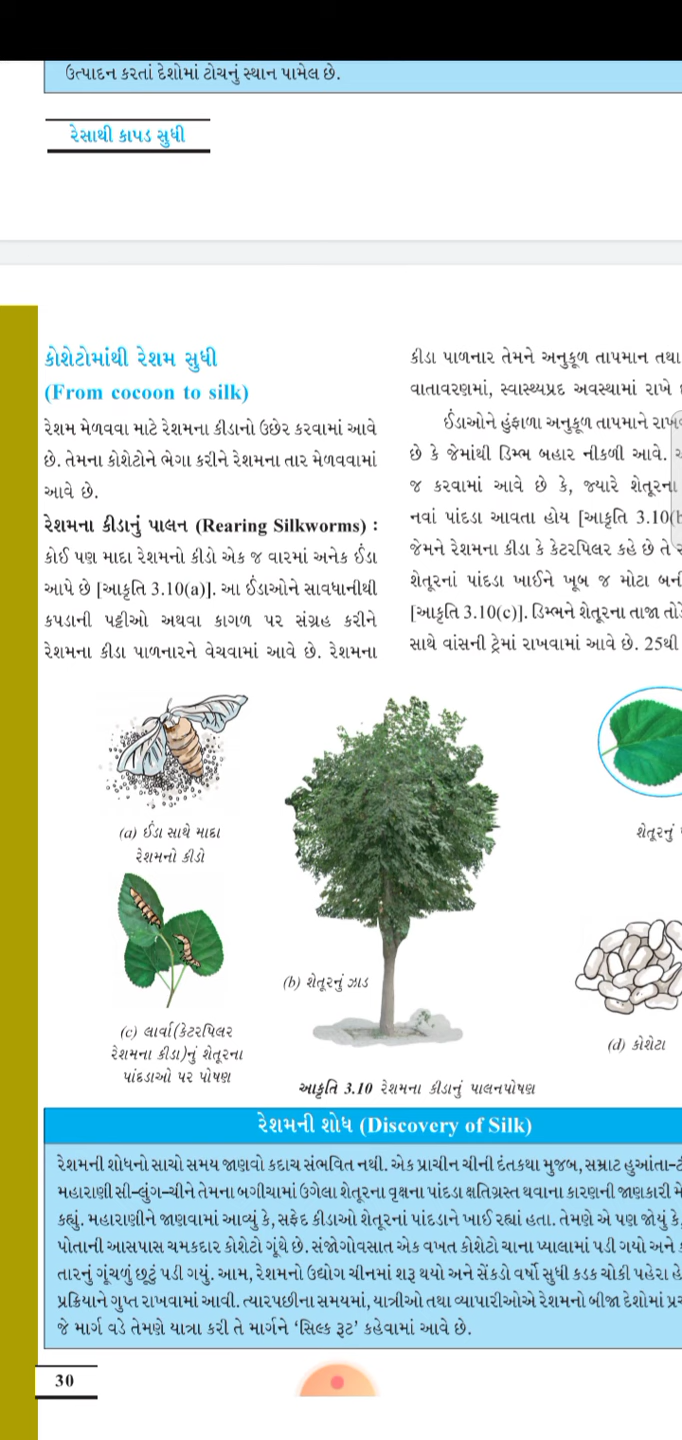 ઉત્પાદન કરતાં દેશોમાં ટોચનું સ્થાન પામેલ છે.
રેસાથી કાપડ સુધી
કોશેટોમાંથી રેશમ સુધી
(From cocoon to silk)
રેશમ મેળવવા માટે રેશમના કીડાનો ઉછેર કરવામાં આવે
છે. તેમના કોશેટોને ભેગા કરીને રેશમના તાર મેળવવામાં
આવે છે.
રેશમના કીડાનું પાલન (Rearing Silkworms) :
કોઈ પણ માદા રેશમનો કીડો એક જ વારમાં અનેક ઈંડા
આપે છે [આકૃતિ 3.10(a)]. આ ઈંડાઓને સાવધાનીથી
કપડાની પટ્ટીઓ અથવા કાગળ પર સંગ્રહ કરીને
રેશમના કીડા પાળનારને વેચવામાં આવે છે. રેશમના
કીડા પાળનાર તેમને અનુકૂળ તાપમાન તથા
વાતાવરણમાં, સ્વાસ્થ્યપ્રદ અવસ્થામાં રાખે
ઈંડાઓને હુંફાળા અનુકૂળ તાપમાને
છે કે જેમાંથી ડિમ્ભ બહાર નીકળી આવે.
જ કરવામાં આવે છે કે, જ્યારે શેતૂરના
નવાં પાંદડા આવતા હોય [આકૃતિ 3.10(b
જેમને રેશમના કીડા કે કેટરપિલર કહે છે તે
શેતૂરનાં પાંદડા ખાઈને ખૂબ જ મોટા
[આકૃતિ 3.10(c)]. ડિમ્ભને શેતૂરના તાજા
સાથે વાંસની ટ્રેમાં રાખવામાં આવે છે. 25થી
(a) ઈંડા સાથે માદા
રેશમનો કીડો
(b) શેતૂરનું ઝાડ
શેતૂરનું
(c) લાર્વા(કેટરપિલર
રેશમના કીડા)નું શેતૂરના
પાંદડાઓ પર પોષણ
(d) કોશેટા
આકૃતિ 3.10 રેશમના કીડાનું પાલનપોષણ
રેશમની શોધ (Discovery of Silk)
રેશમની શોધનો સાચો સમય જાણવો કદાચ સંભવિત નથી. એક પ્રાચીન ચીની દંતકથા મુજબ, સમ્રાટ
મહારાણી સી-લુંગ-ચીને તેમના બગીચામાં ઉગેલા શેતૂરના વૃક્ષના પાંદડા ક્ષતિગ્રસ્ત થવાના કારણની જાણકારી
કહ્યું. મહારાણીને જાણવામાં આવ્યું કે, સફેદ કીડાઓ શેતૂરનાં પાંદડાને ખાઈ રહ્યાં હતા. તેમણે એ પણ જોયું કે,
પોતાની આસપાસ ચમકદાર કોશેટો ગૂંથે છે. સંજોગોવસાત એક વખત કોશેટો ચાના પ્યાલામાં પડી ગયો અને
તારનું ગૂંચળું છૂટું પડી ગયું. આમ, રેશમનો ઉદ્યોગ ચીનમાં શરૂ થયો અને સેંકડો વર્ષો સુધી કડક ચોકી પહેરા
પ્રક્રિયાને ગુપ્ત રાખવામાં આવી. ત્યારપછીના સમયમાં, યાત્રીઓ તથા વ્યાપારીઓએ રેશમનો બીજા દેશોમાં
જે માર્ગ વડે તેમણે યાત્રા કરી તે માર્ગને ‘સિલ્ક રૂટ’ કહેવામાં આવે છે.
30